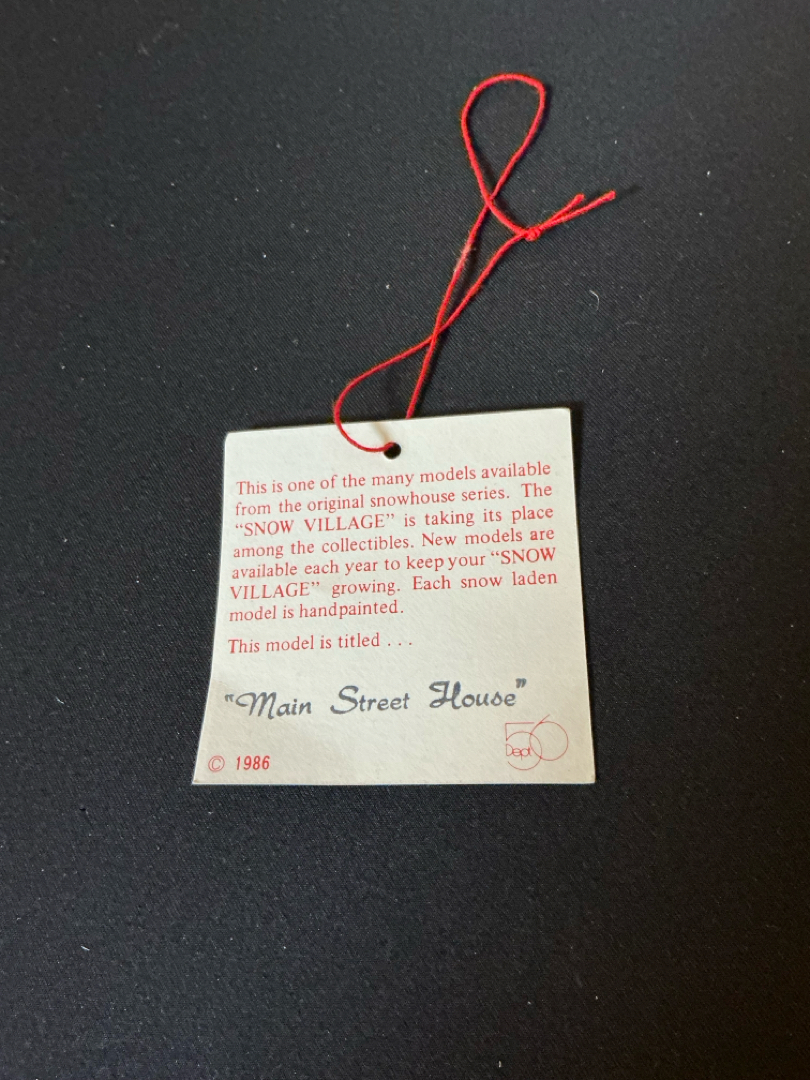 This is one of the many models available
from the original snowhouse series. The
“SNOW VILLAGE” is taking its place
among the collectibles. New models are
available each year to keep your “SNOW
VILLAGE” growing. Each snow laden
model is handpainted.
This model is titled . . .
"Main Street House"
© 1986
Dept 56